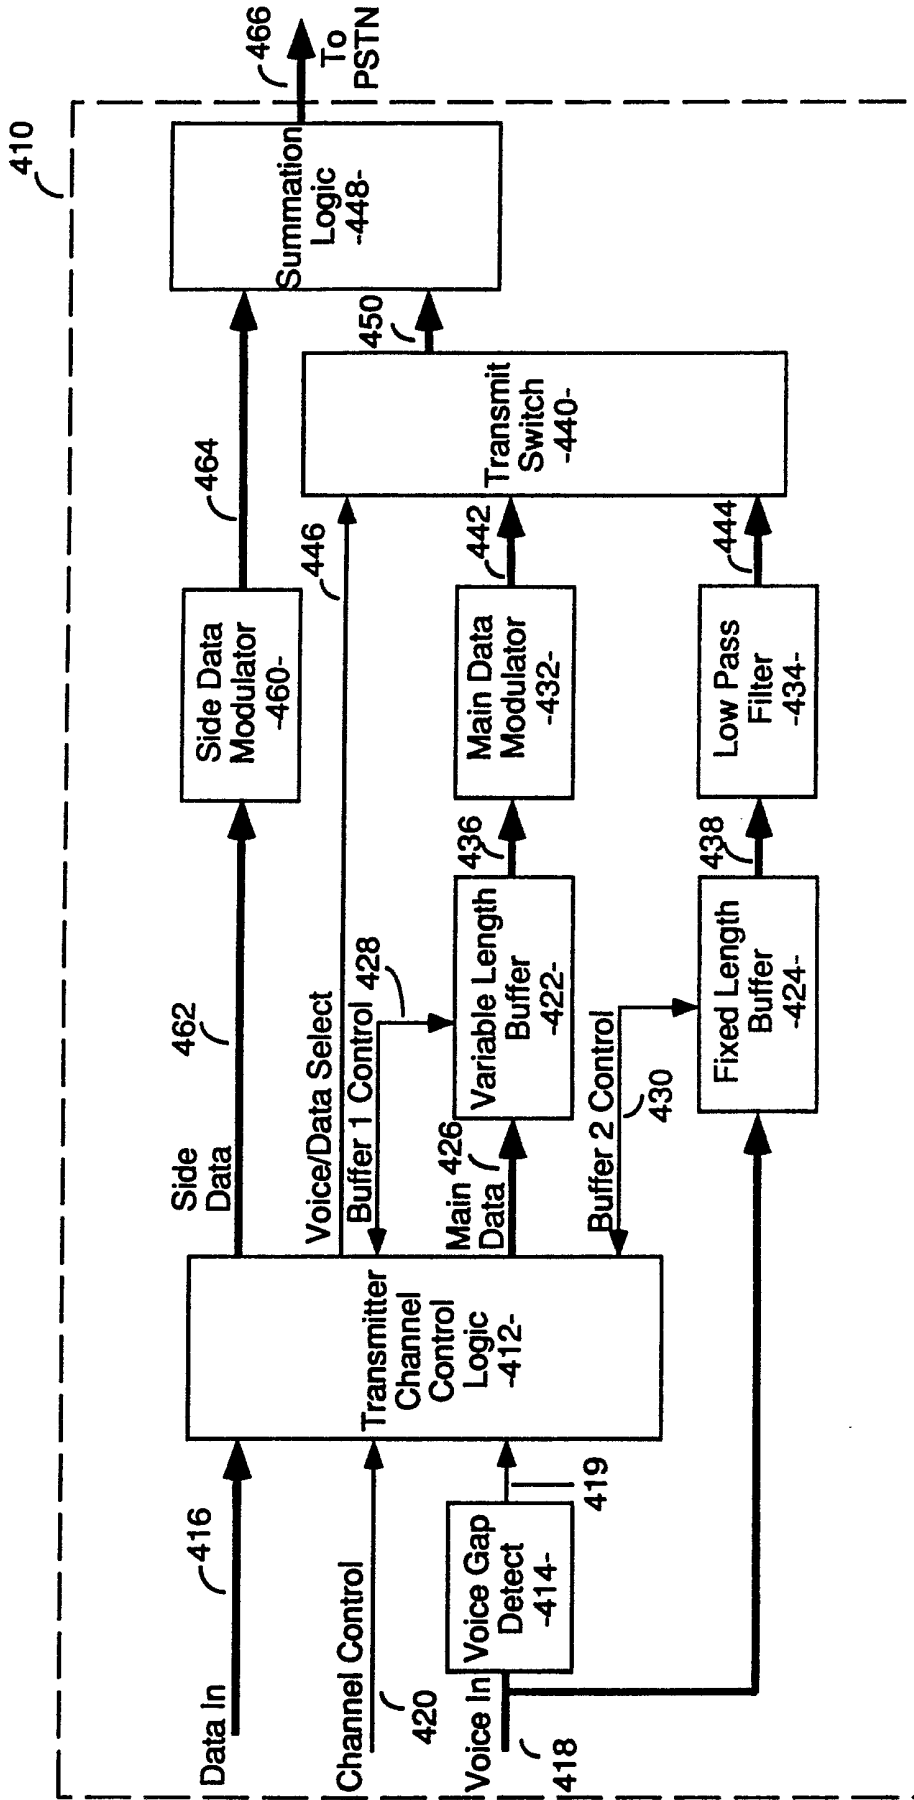 410
466
To
PSTN
Summation
Logic
-448-
450
464
446
442
444
Transmit
Switch
-440-
Side Data
Modulator
-460-
Main Data
Modulator
-432-
Low Pass
Filter
-434-
436
438
Variable Length
Buffer
-422-
Fixed Length
Buffer
-424-
462
Side
Data
Voice/Data Select
Buffer 1 Control
428
Main
Data
426
Buffer 2 Control
430
Transmitter
Channel
Control
Logic
-412-
416
Data In
Channel Control
420
Voice In
418
Voice Gap
Detect
-414-
419